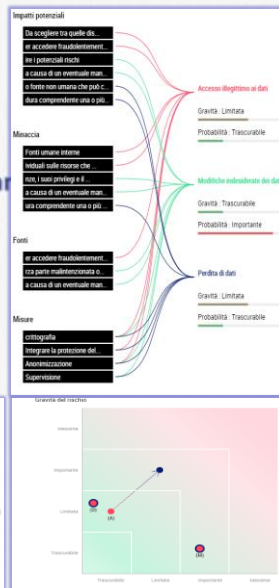 Impatti potenziali
Da scegliere tra quelle dis...
er accedere fraudolentement...
ire i potenziali rischi
a causa di un eventuale man...
o fonte non umana che può c...
dura comprendente una o più...
Accesso illegittimo ai dati
Gravità : Limitata
Probabilità : Trascurabile
Minaccia
Fonti umane interne
ividuali sulle risorse che ...
nze, i suoi privilegi e il ...
a causa di un eventuale man...
ura comprendente una o più ...
Modifiche indesiderate dei dat
Gravità : Trascurabile
Probabilità : Importante
Fonti
er accedere fraudolentement...
rza parte malintenzionata o ...
a causa di un eventuale man...
Perdita di dati
Gravità : Limitata
Probabilità : Trascurabile
Misure
crittografia
Integrare la protezione del...
Anonimizzazione
Supervisione
Gravità del rischio
Importante
Limitata
(D)
(A)
(M)
Trascurabile
Trascurabile Limitata Importante